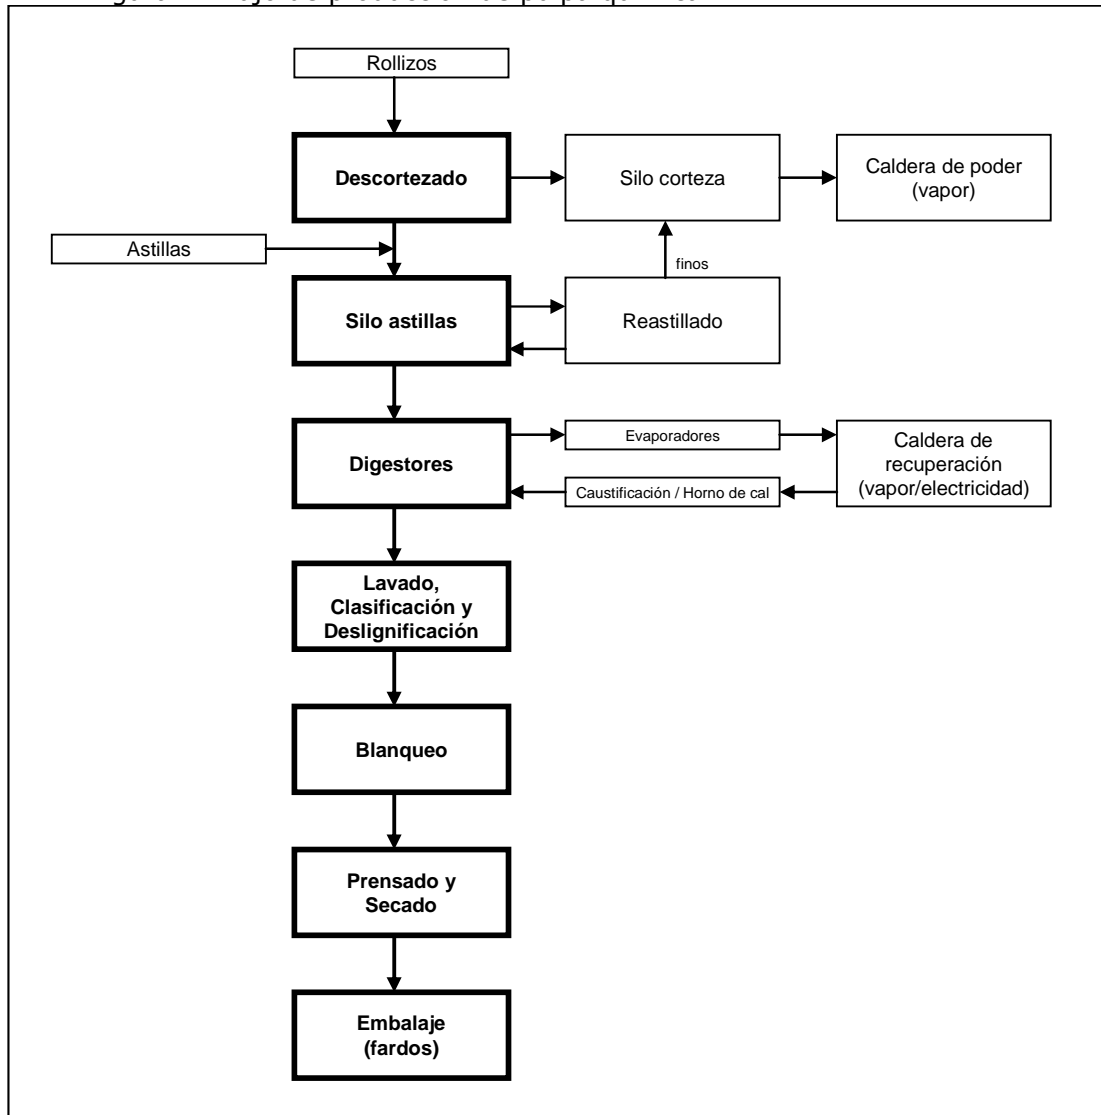 Rollizos
Descortezado
Silo corteza
Caldera de poder
(vapor)
Astillas
finos
Silo astillas
Reastillado
Digestores
Evaporadores
Caldera de
recuperación
(vapor/electricidad)
Caustificación / Horno de cal
Lavado,
Clasificación y
Deslignificación
Blanqueo
Prensado y
Secado
Embalaje
(fardos)